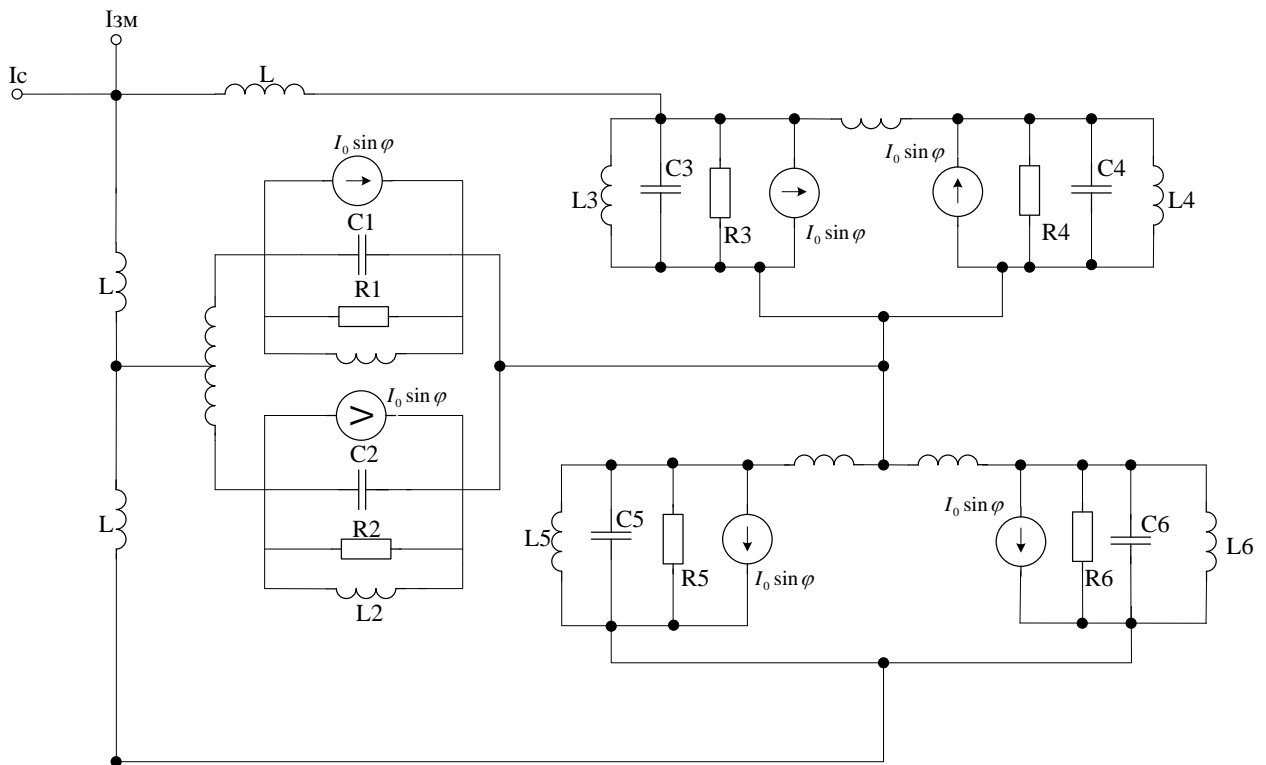 Iзм
Ic
L
I₀ sin φ
C3
I₀ sin φ
C4
L3
L4
C1
R3
I₀ sin φ
R4
L
R1
I₀ sin φ
C2
C5
I₀ sin φ
C6
L
R2
L5
L6
R5
I₀ sin φ
R6
L2